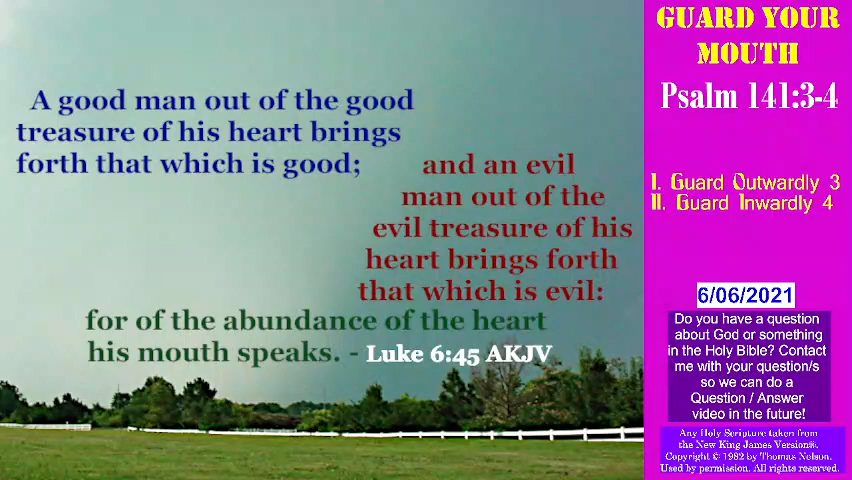 A good man out of the good
treasure of his heart brings
forth that which is good;
and an evil
man out of the
evil treasure of his
heart brings forth
that which is evil:
for of the abundance of the heart
his mouth speaks. - Luke 6:45 AKJV
GUARD YOUR
MOUTH
Psalm 141:3-4
I. Guard Outwardly 3
II. Guard Inwardly 4
6/06/2021
Do you have a question
about God or something
in the Holy Bible? Contact
me with your question/s
so we can do a
Question / Answer
video in the future!
Any Holy Scripture taken from
the New King James Version®.
Copyright © 1982 by Thomas Nelson.
Used by permission. All rights reserved.